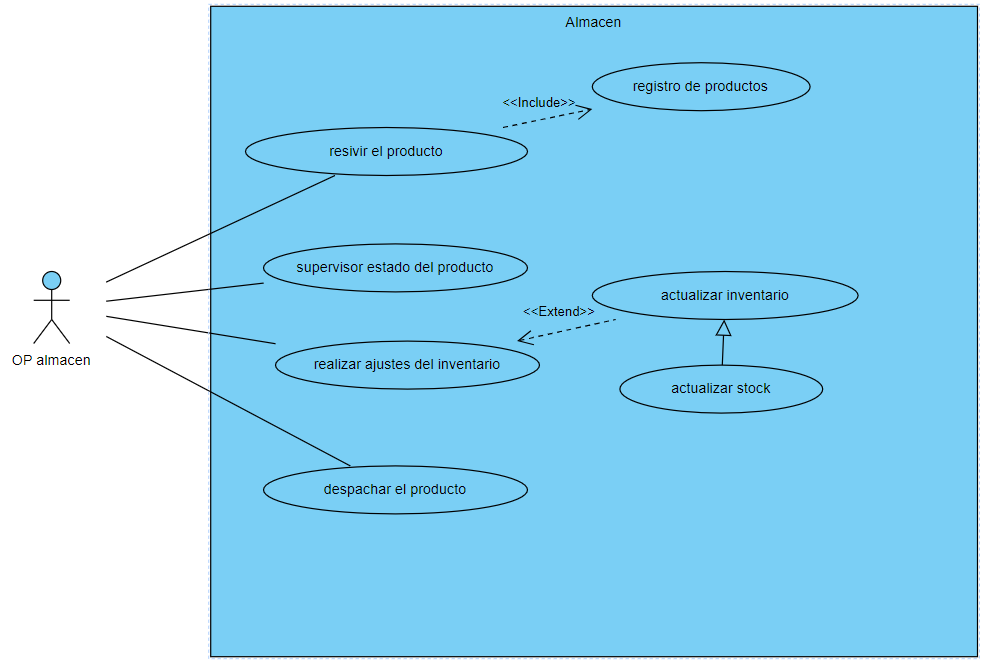 Almacen
registro de productos
<<Include>>
resivir el producto
supervisor estado del producto
actualizar inventario
<<Extend>>
realizar ajustes del inventario
OP almacen
actualizar stock
despachar el producto